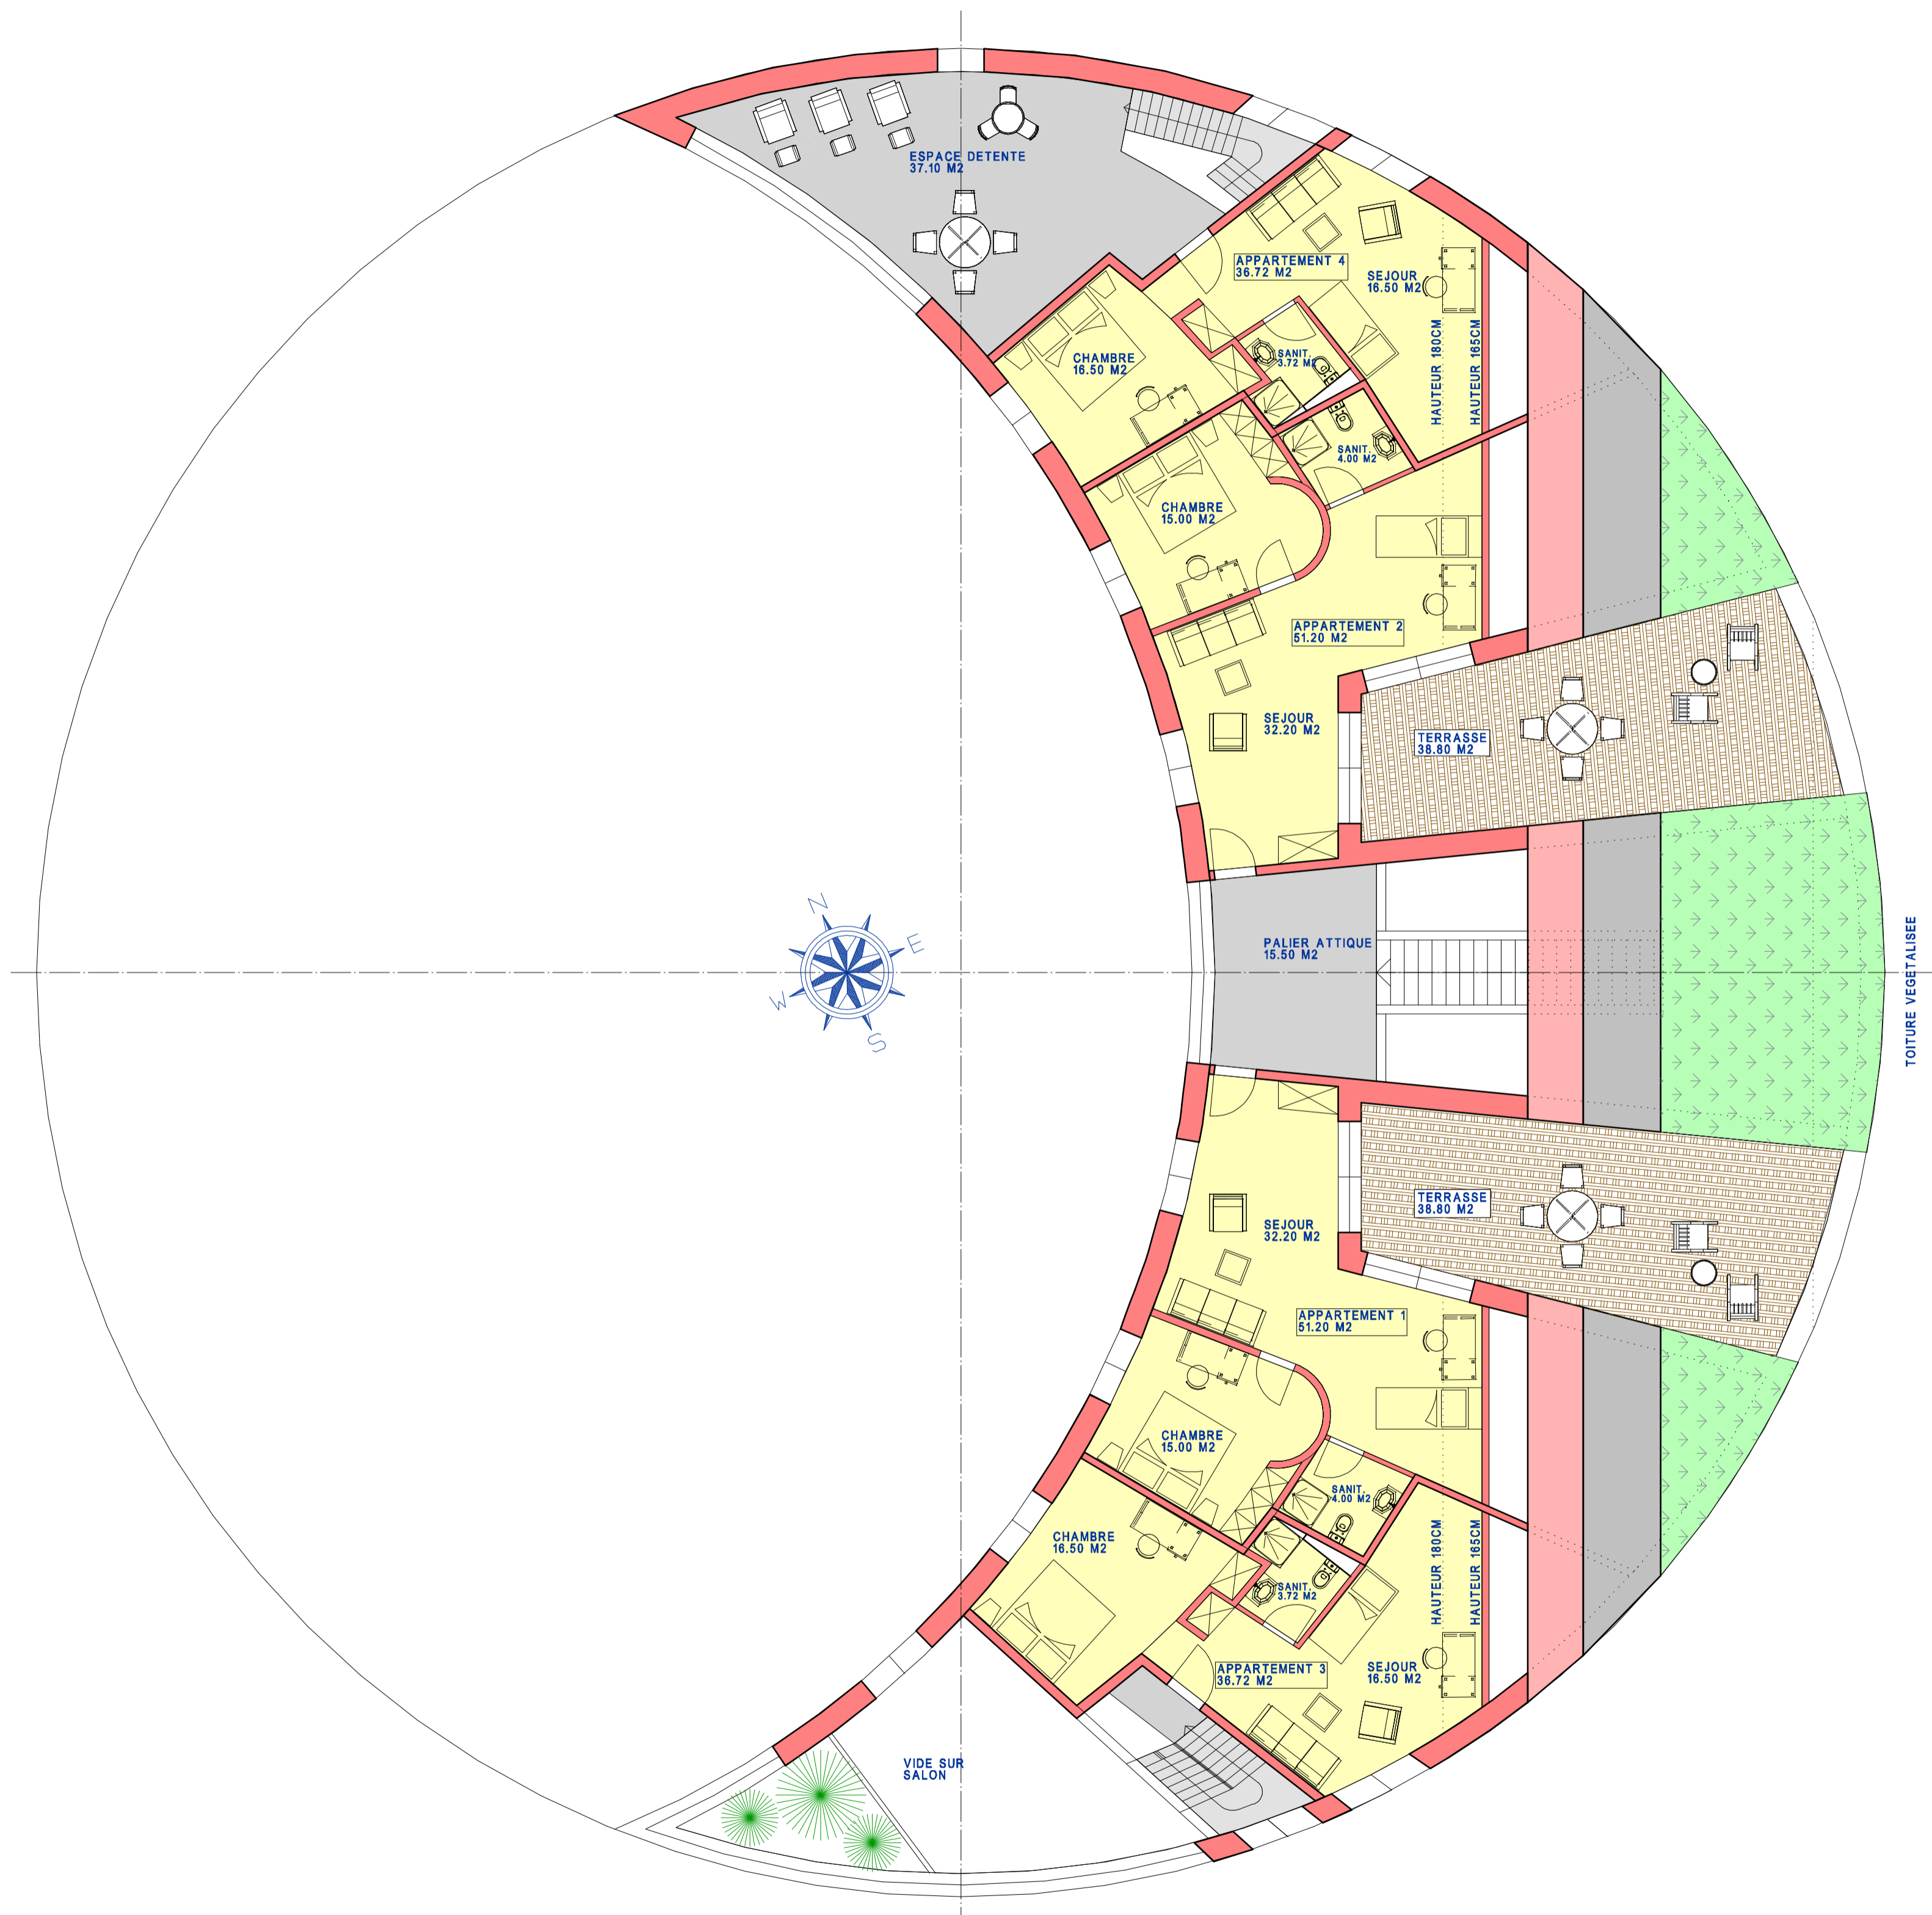 ESPACE DETENTE
37.10 M2
APPARTEMENT 4
36.72 M2
SEJOUR
16.50 M2
CHAMBRE
16.50 M2
SANIT.
3.72 M2
HAUTEUR 180CM
HAUTEUR 165CM
SANIT.
4.00 M2
CHAMBRE
15.00 M2
APPARTEMENT 2
51.20 M2
SEJOUR
32.20 M2
TERRASSE
38.80 M2
N
E
W
S
PALIER ATTIQUE
15.50 M2
TOITURE VEGETALISEE
TERRASSE
38.80 M2
SEJOUR
32.20 M2
APPARTEMENT 1
51.20 M2
CHAMBRE
15.00 M2
SANIT.
4.00 M2
CHAMBRE
16.50 M2
HAUTEUR 180CM
HAUTEUR 165CM
SANIT.
3.72 M2
APPARTEMENT 3
36.72 M2
SEJOUR
16.50 M2
VIDE SUR
SALON